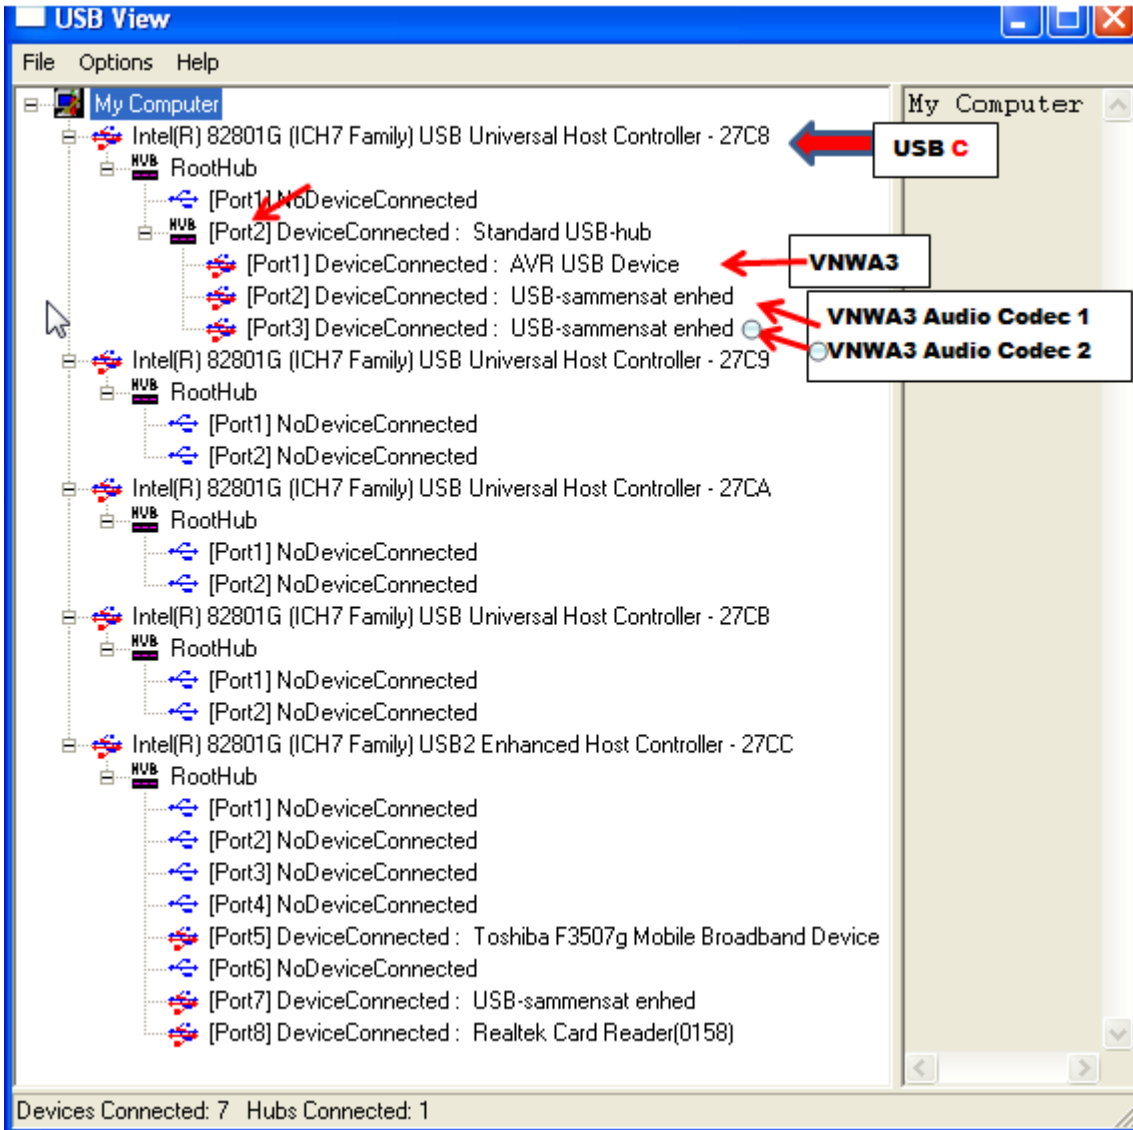 USB View
File Options Help
My Computer
My Computer
Intel(R) 82801G (ICH7 Family) USB Universal Host Controller - 27C8
USB C
HUB RootHub
[Port1] NoDeviceConnected
HUB [Port2] DeviceConnected : Standard USB-hub
[Port1] DeviceConnected : AVR USB Device
VNWA3
[Port2] DeviceConnected : USB-sammensat enhed
VNWA3 Audio Codec 1
[Port3] DeviceConnected : USB-sammensat enhed
VNWA3 Audio Codec 2
Intel(R) 82801G (ICH7 Family) USB Universal Host Controller - 27C9
HUB RootHub
[Port1] NoDeviceConnected
[Port2] NoDeviceConnected
Intel(R) 82801G (ICH7 Family) USB Universal Host Controller - 27CA
HUB RootHub
[Port1] NoDeviceConnected
[Port2] NoDeviceConnected
Intel(R) 82801G (ICH7 Family) USB Universal Host Controller - 27CB
HUB RootHub
[Port1] NoDeviceConnected
[Port2] NoDeviceConnected
Intel(R) 82801G (ICH7 Family) USB2 Enhanced Host Controller - 27CC
HUB RootHub
[Port1] NoDeviceConnected
[Port2] NoDeviceConnected
[Port3] NoDeviceConnected
[Port4] NoDeviceConnected
[Port5] DeviceConnected : Toshiba F3507g Mobile Broadband Device
[Port6] NoDeviceConnected
[Port7] DeviceConnected : USB-sammensat enhed
[Port8] DeviceConnected : Realtek Card Reader(0158)
Devices Connected: 7 Hubs Connected: 1